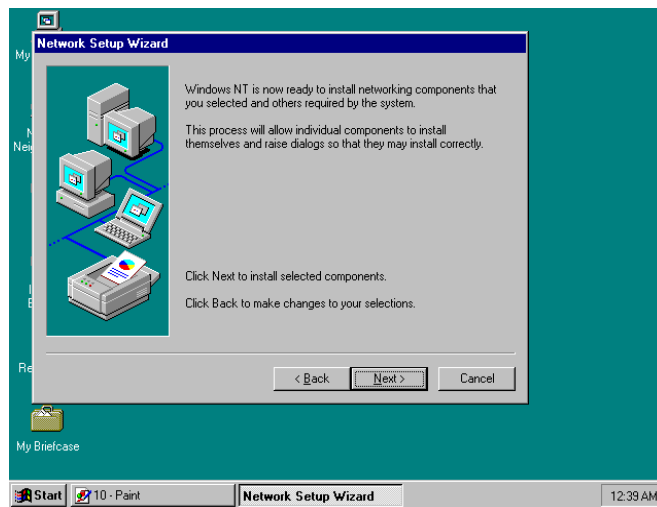 My
Network Setup Wizard
Windows NT is now ready to install networking components that
you selected and others required by the system.
This process will allow individual components to install
themselves and raise dialogs so that they may install correctly.
N
Neig
I
E
Click Next to install selected components.
Click Back to make changes to your selections.
Re
< Back
Next >
Cancel
My Briefcase
Start
10 - Paint
Network Setup Wizard
12:39 AM